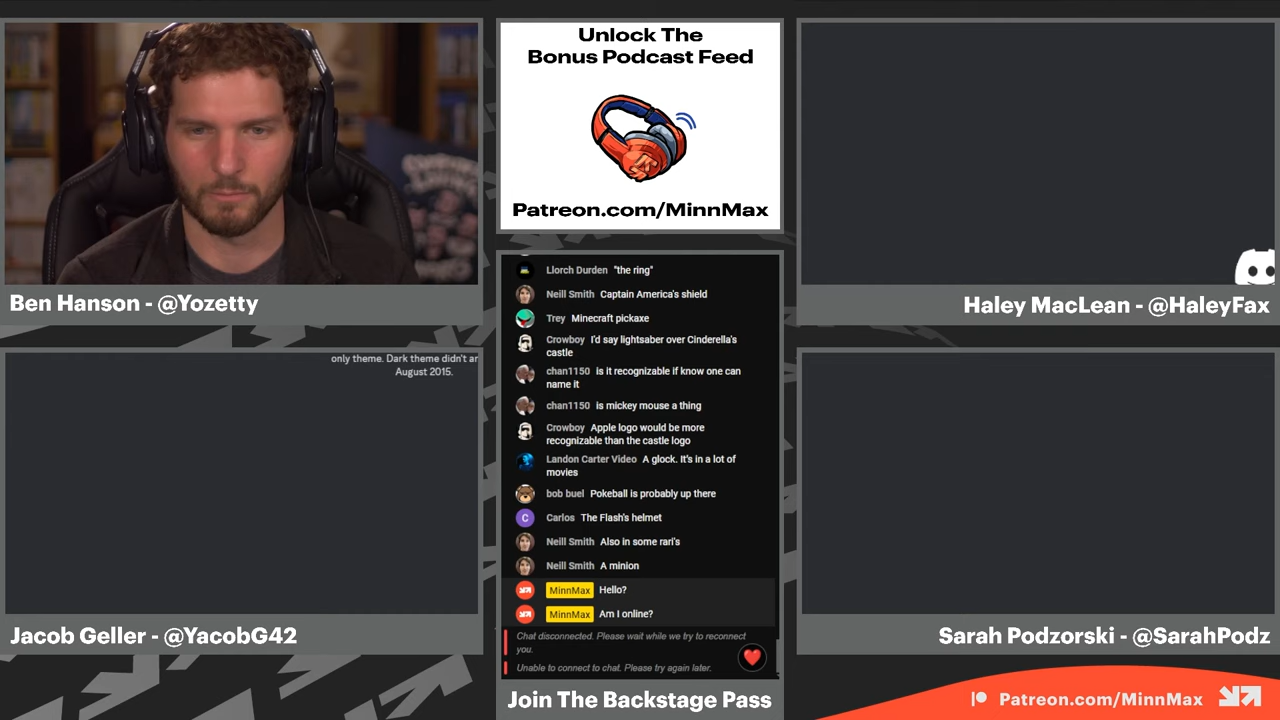 Unlock The
Bonus Podcast Feed
Patreon.com/MinnMax
Ben Hanson - @Yozetty
Haley MacLean - @HaleyFax
only theme. Dark theme didn't
August 2015.
Llorch Durden "the ring"
Neill Smith Captain America's shield
Trey Minecraft pickaxe
Crowboy I'd say lightsaber over Cinderella's
castle
chan1150 is it recognizable if know one can
name it
chan1150 is mickey mouse a thing
Crowboy Apple logo would be more
recognizable than the castle logo
Landon Carter Video A glock. It's in a lot of
movies
bob buel Pokeball is probably up there
C Carlos The Flash's helmet
Neill Smith Also in some rari's
Neill Smith A minion
MinnMax Hello?
MinnMax Am I online?
Chat disconnected. Please wait while we try to reconnect
you.
Unable to connect to chat. Please try again later.
Jacob Geller - @YacobG42
Sarah Podzorski - @SarahPodz
Join The Backstage Pass
Patreon.com/MinnMax